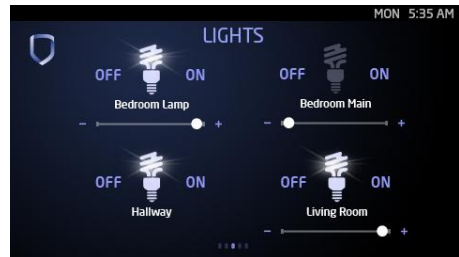 MON 5:35 AM
LIGHTS
OFF ON OFF ON
Bedroom Lamp Bedroom Main
- + - +
OFF ON OFF ON
Hallway Living Room
- +